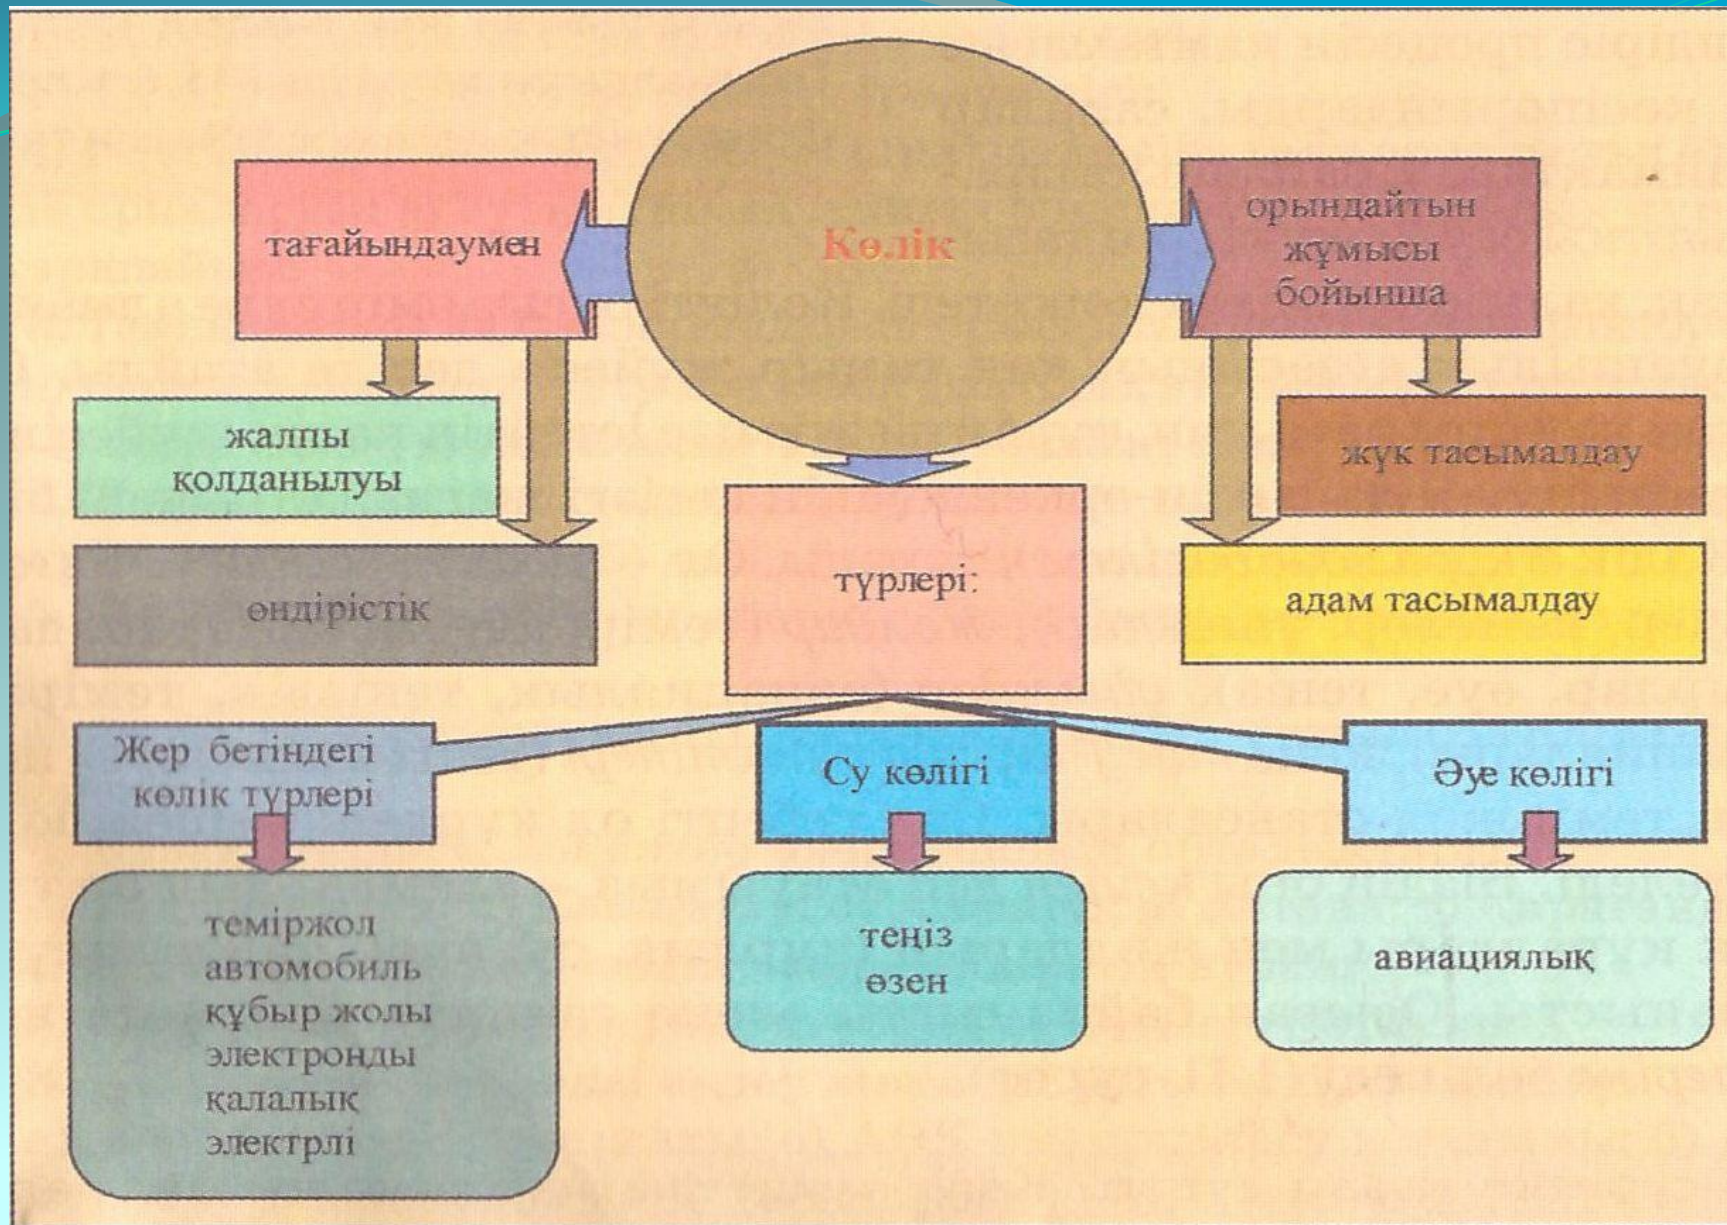 Көлік
тағайындаумен
орындайтын
жұмысы
бойынша
жалпы
қолданылуы
өндірістік
жүк тасымалдау
адам тасымалдау
түрлері:
Жер бетіндегі
көлік түрлері
Су көлігі
Әуе көлігі
теміржол
автомобиль
құбыр жолы
электронды
қалалық
электрлі
теңіз
өзен
авиациялық